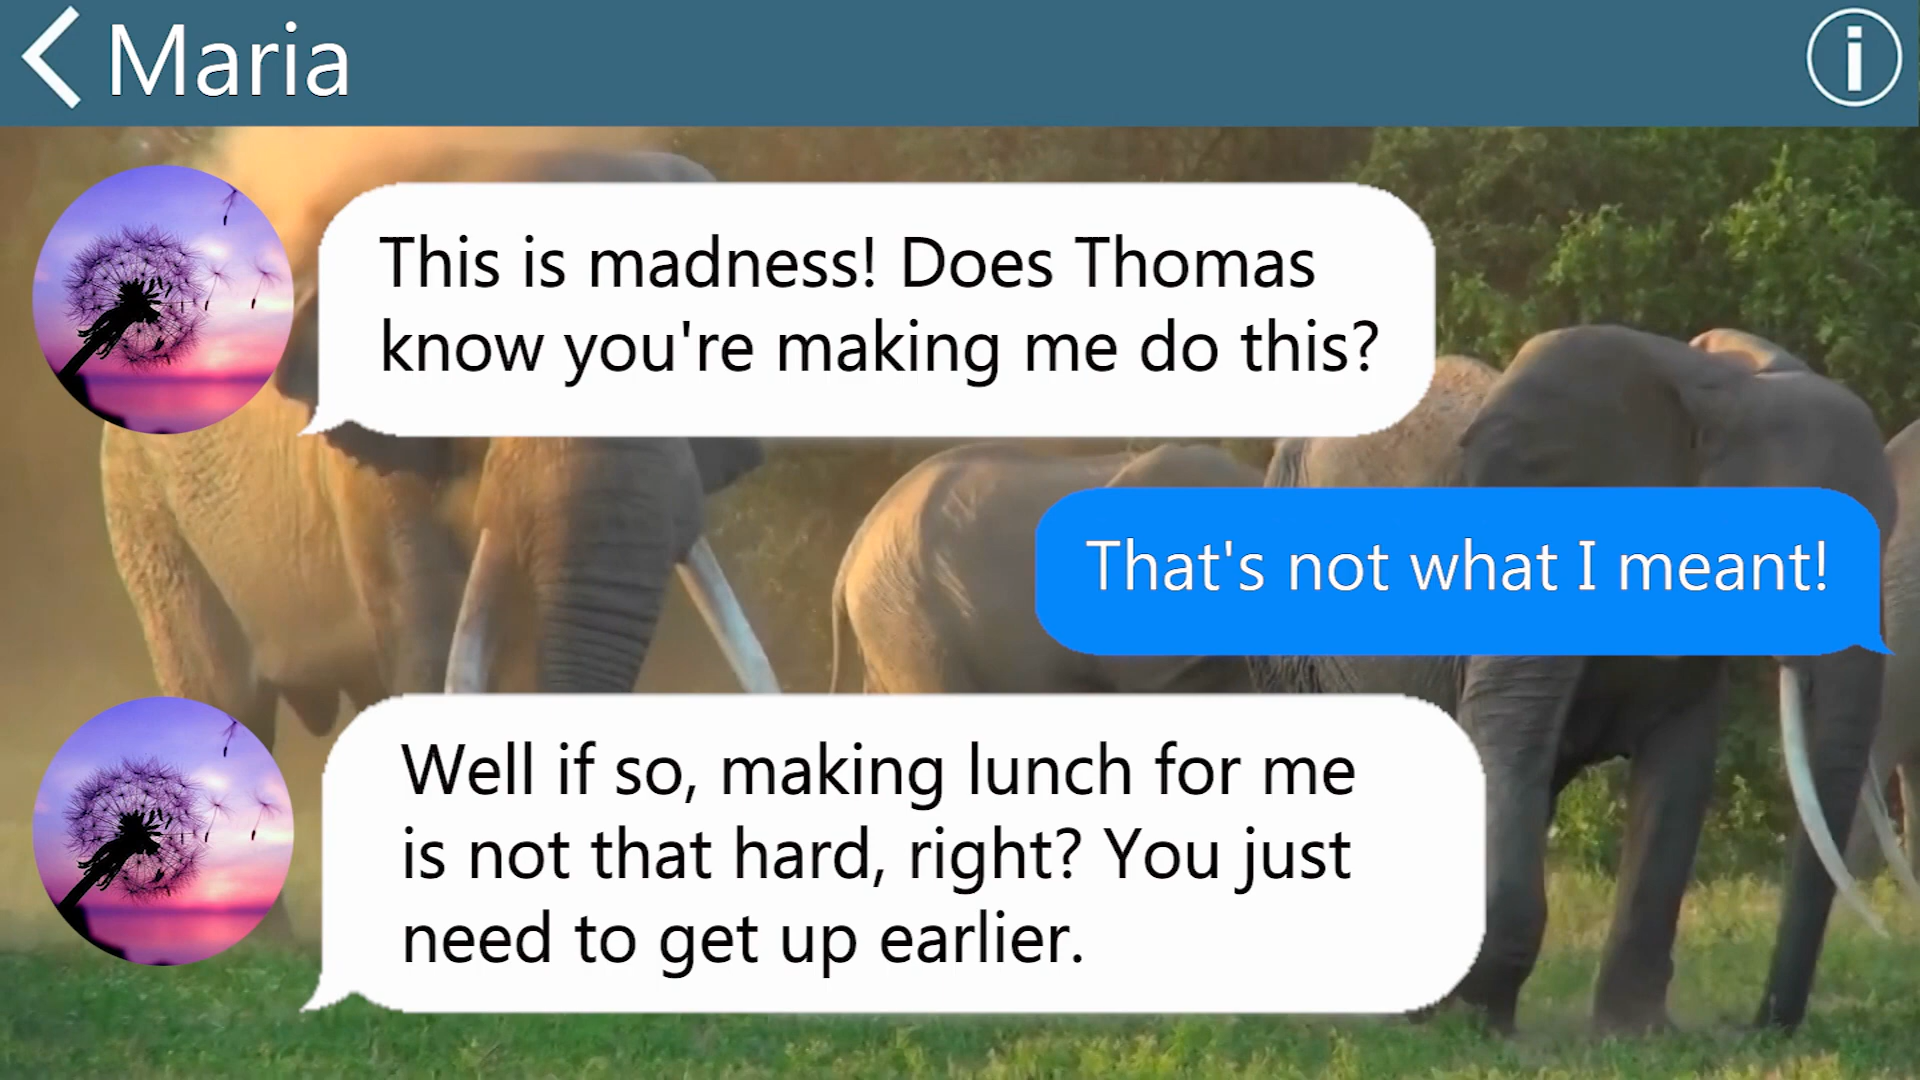 Maria
This is madness! Does Thomas
know you're making me do this?
That's not what I meant!
Well if so, making lunch for me
is not that hard, right? You just
need to get up earlier.